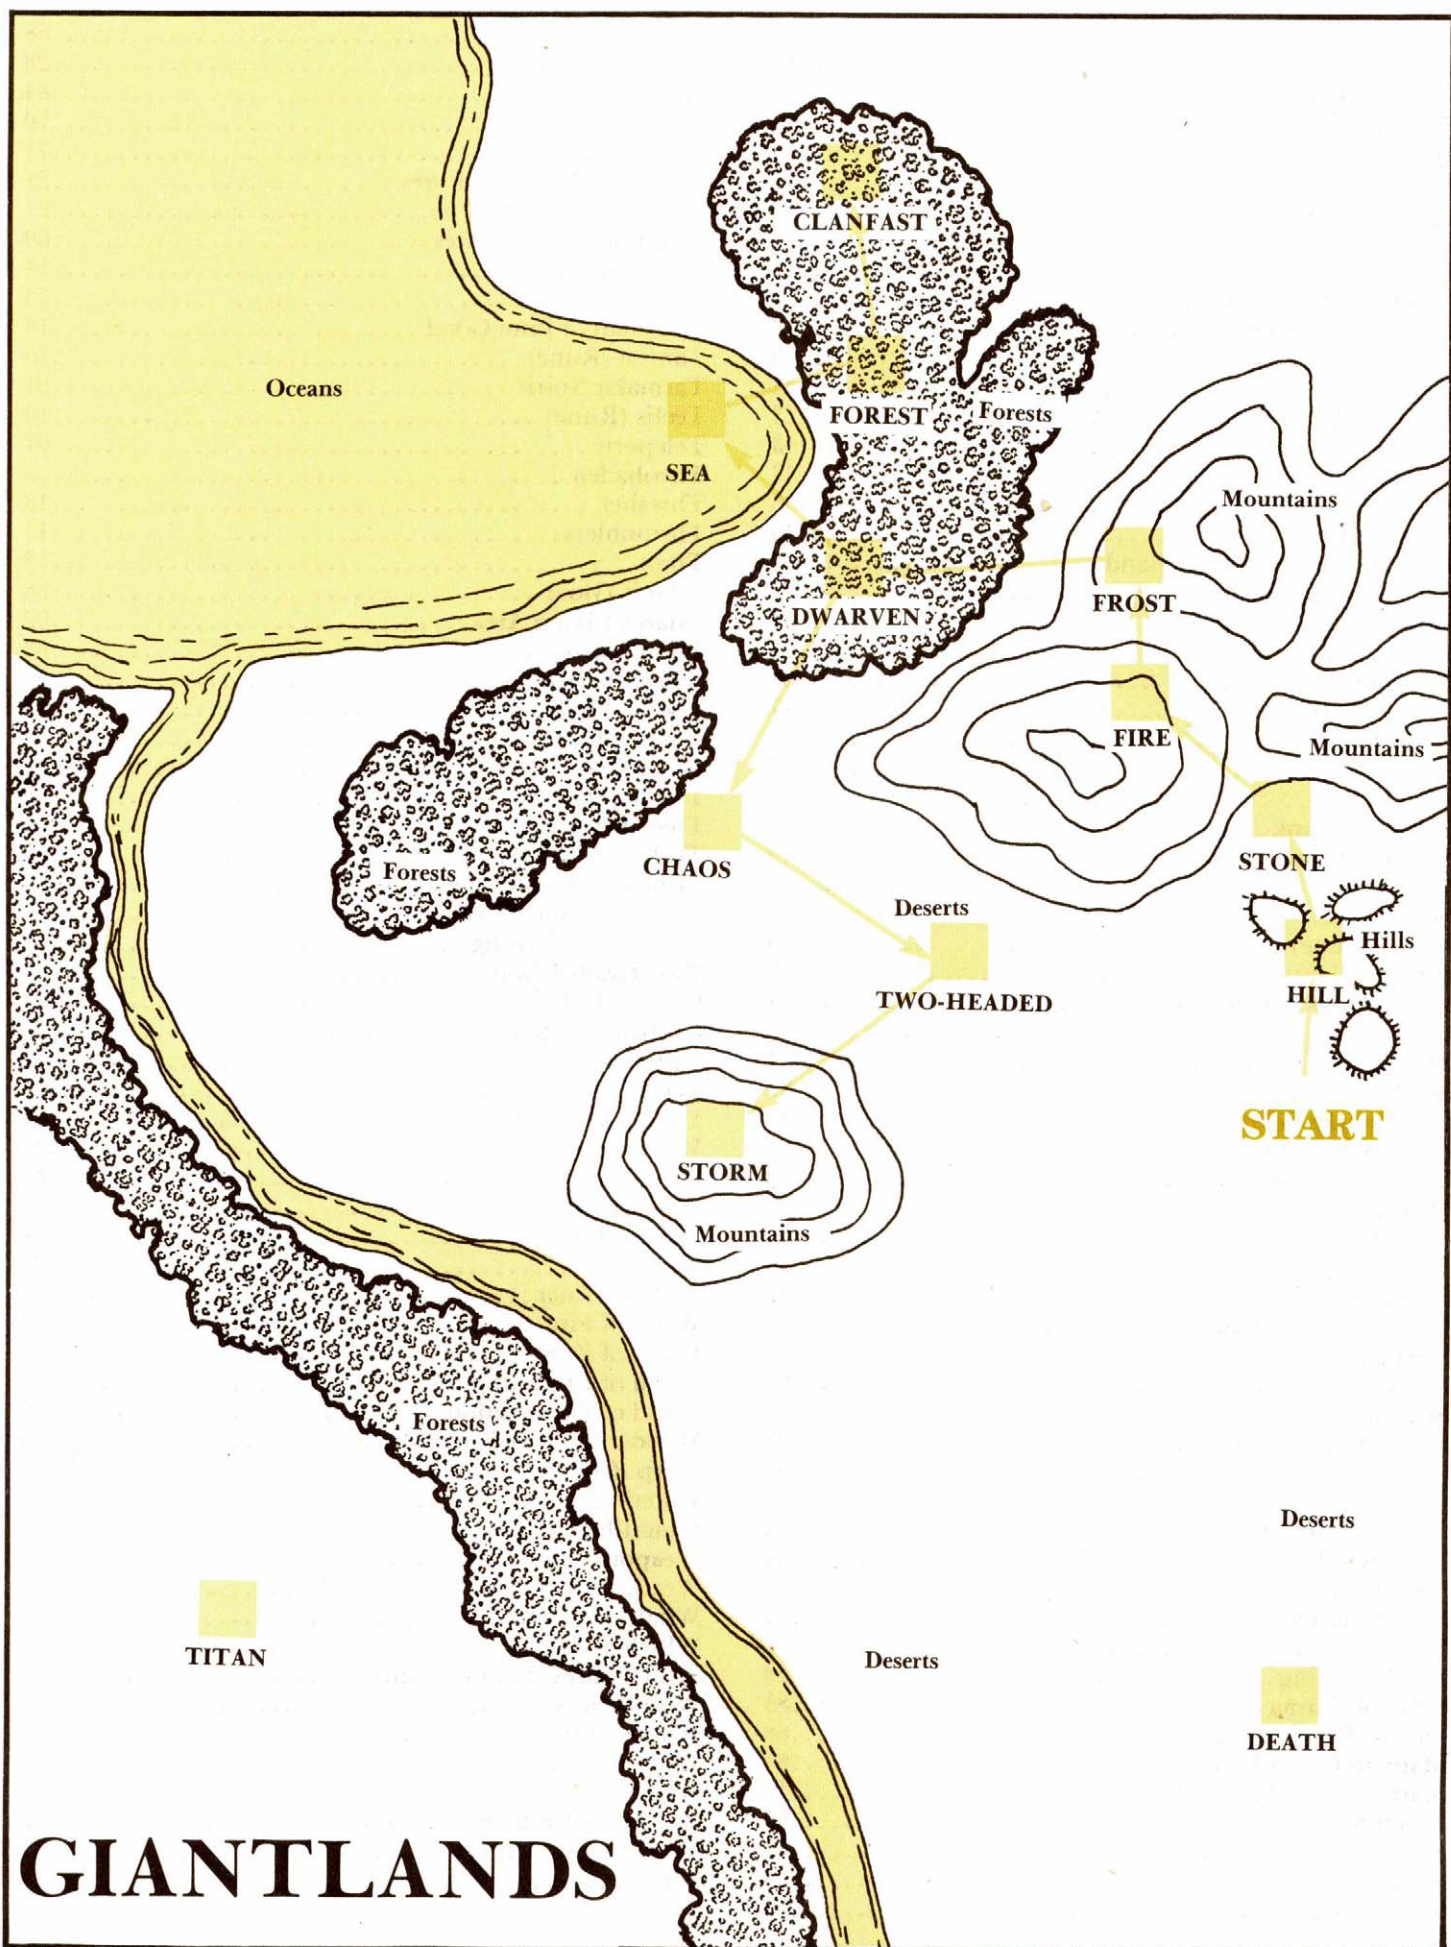 CLANFAST
Oceans
FOREST
Forests
SEA
Mountains
FROST
DWARVEN
FIRE
Mountains
STONE
CHAOS
Forests
Deserts
Hills
HILL
TWO-HEADED
START
STORM
Mountains
Forests
Deserts
TITAN
Deserts
DEATH
GIANTLANDS